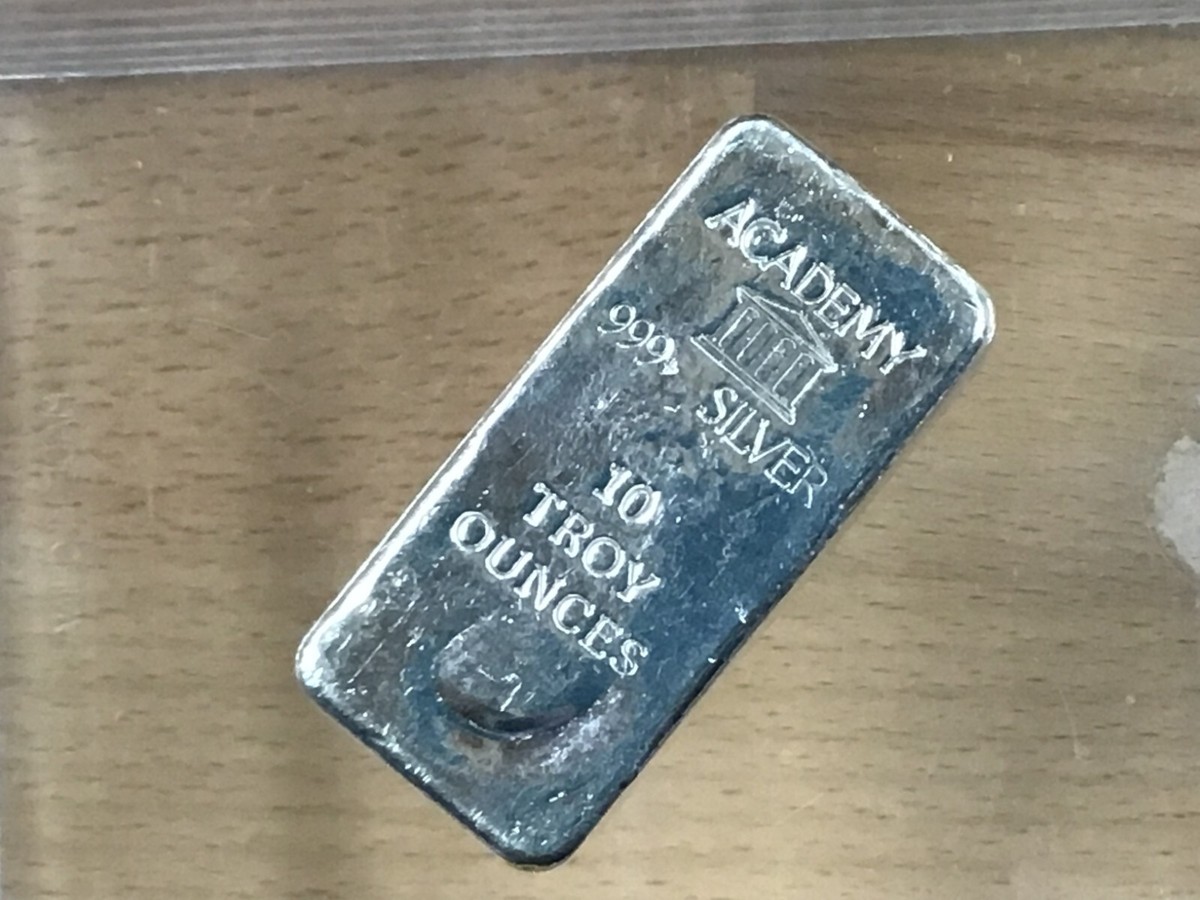 ACADEMY
999+ SILVER
10
TROY
OUNCES